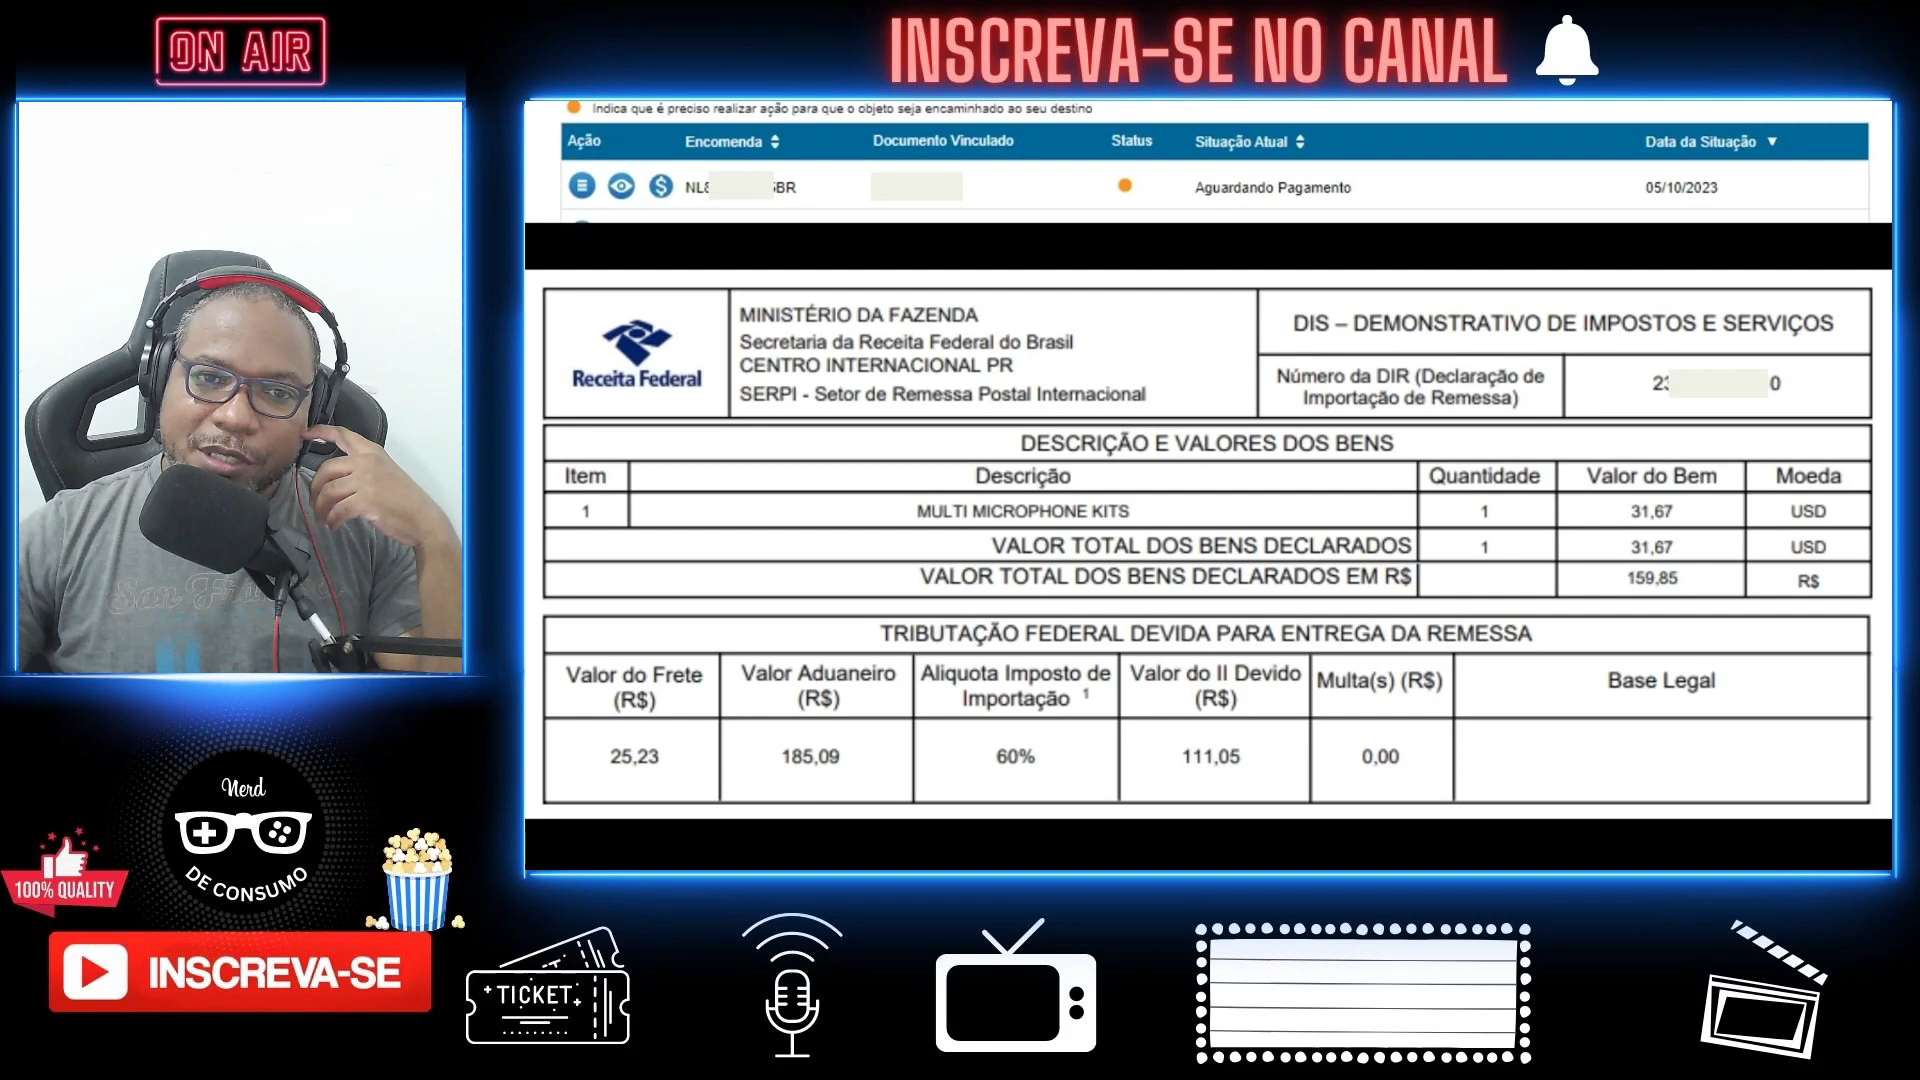 ON AIR
INSCREVA-SE NO CANAL
Indica que é preciso realizar ação para que o objeto seja encaminhado ao seu destino
Ação Encomenda Documento Vinculado Status Situação Atual Data da Situação
NL8 5BR Aguardando Pagamento 05/10/2023
Receita Federal
MINISTÉRIO DA FAZENDA
Secretaria da Receita Federal do Brasil
CENTRO INTERNACIONAL PR
SERPI - Setor de Remessa Postal Internacional
DIS – DEMONSTRATIVO DE IMPOSTOS E SERVIÇOS
Número da DIR (Declaração de
Importação de Remessa)
23 0
DESCRIÇÃO E VALORES DOS BENS
Item Descrição Quantidade Valor do Bem Moeda
1 MULTI MICROPHONE KITS 1 31,67 USD
VALOR TOTAL DOS BENS DECLARADOS 1 31,67 USD
VALOR TOTAL DOS BENS DECLARADOS EM R$ 159,85 R$
TRIBUTAÇÃO FEDERAL DEVIDA PARA ENTREGA DA REMESSA
Valor do Frete
(R$)
Valor Aduaneiro
(R$)
Aliquota Imposto de
Importação 1
Valor do II Devido
(R$)
Multa(s) (R$)
Base Legal
25,23 185,09 60% 111,05 0,00
Nerd
DE CONSUMO
100% QUALITY
INSCREVA-SE
TICKET